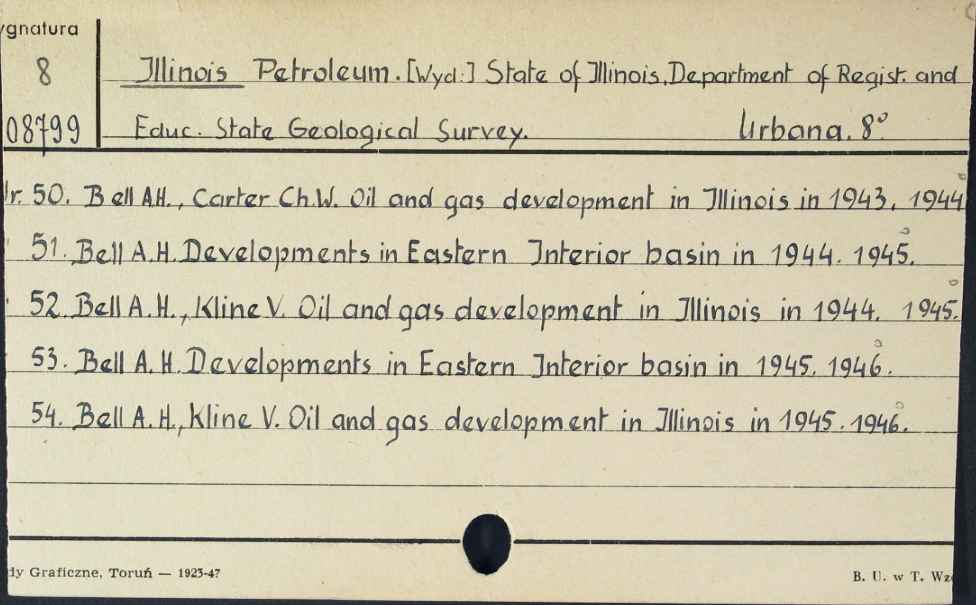 ygnatura
8 Illinois Petroleum. [Wyd:] State of Illinois, Department of Regist. and
08799 Educ. State Geological Survey. Urbana. 8°
Nr. 50. Bell A.H., Carter Ch.W. Oil and gas development in Illinois in 1943. 1944
51. Bell A.H. Developments in Eastern Interior basin in 1944. 1945.
52. Bell A.H., Kline V. Oil and gas development in Illinois in 1944. 1945.
53. Bell A.H. Developments in Eastern Interior basin in 1945. 1946.
54. Bell A.H., Kline V. Oil and gas development in Illinois in 1945. 1946.
dy Graficzne, Toruń — 1925-47 B. U. w T. Wz